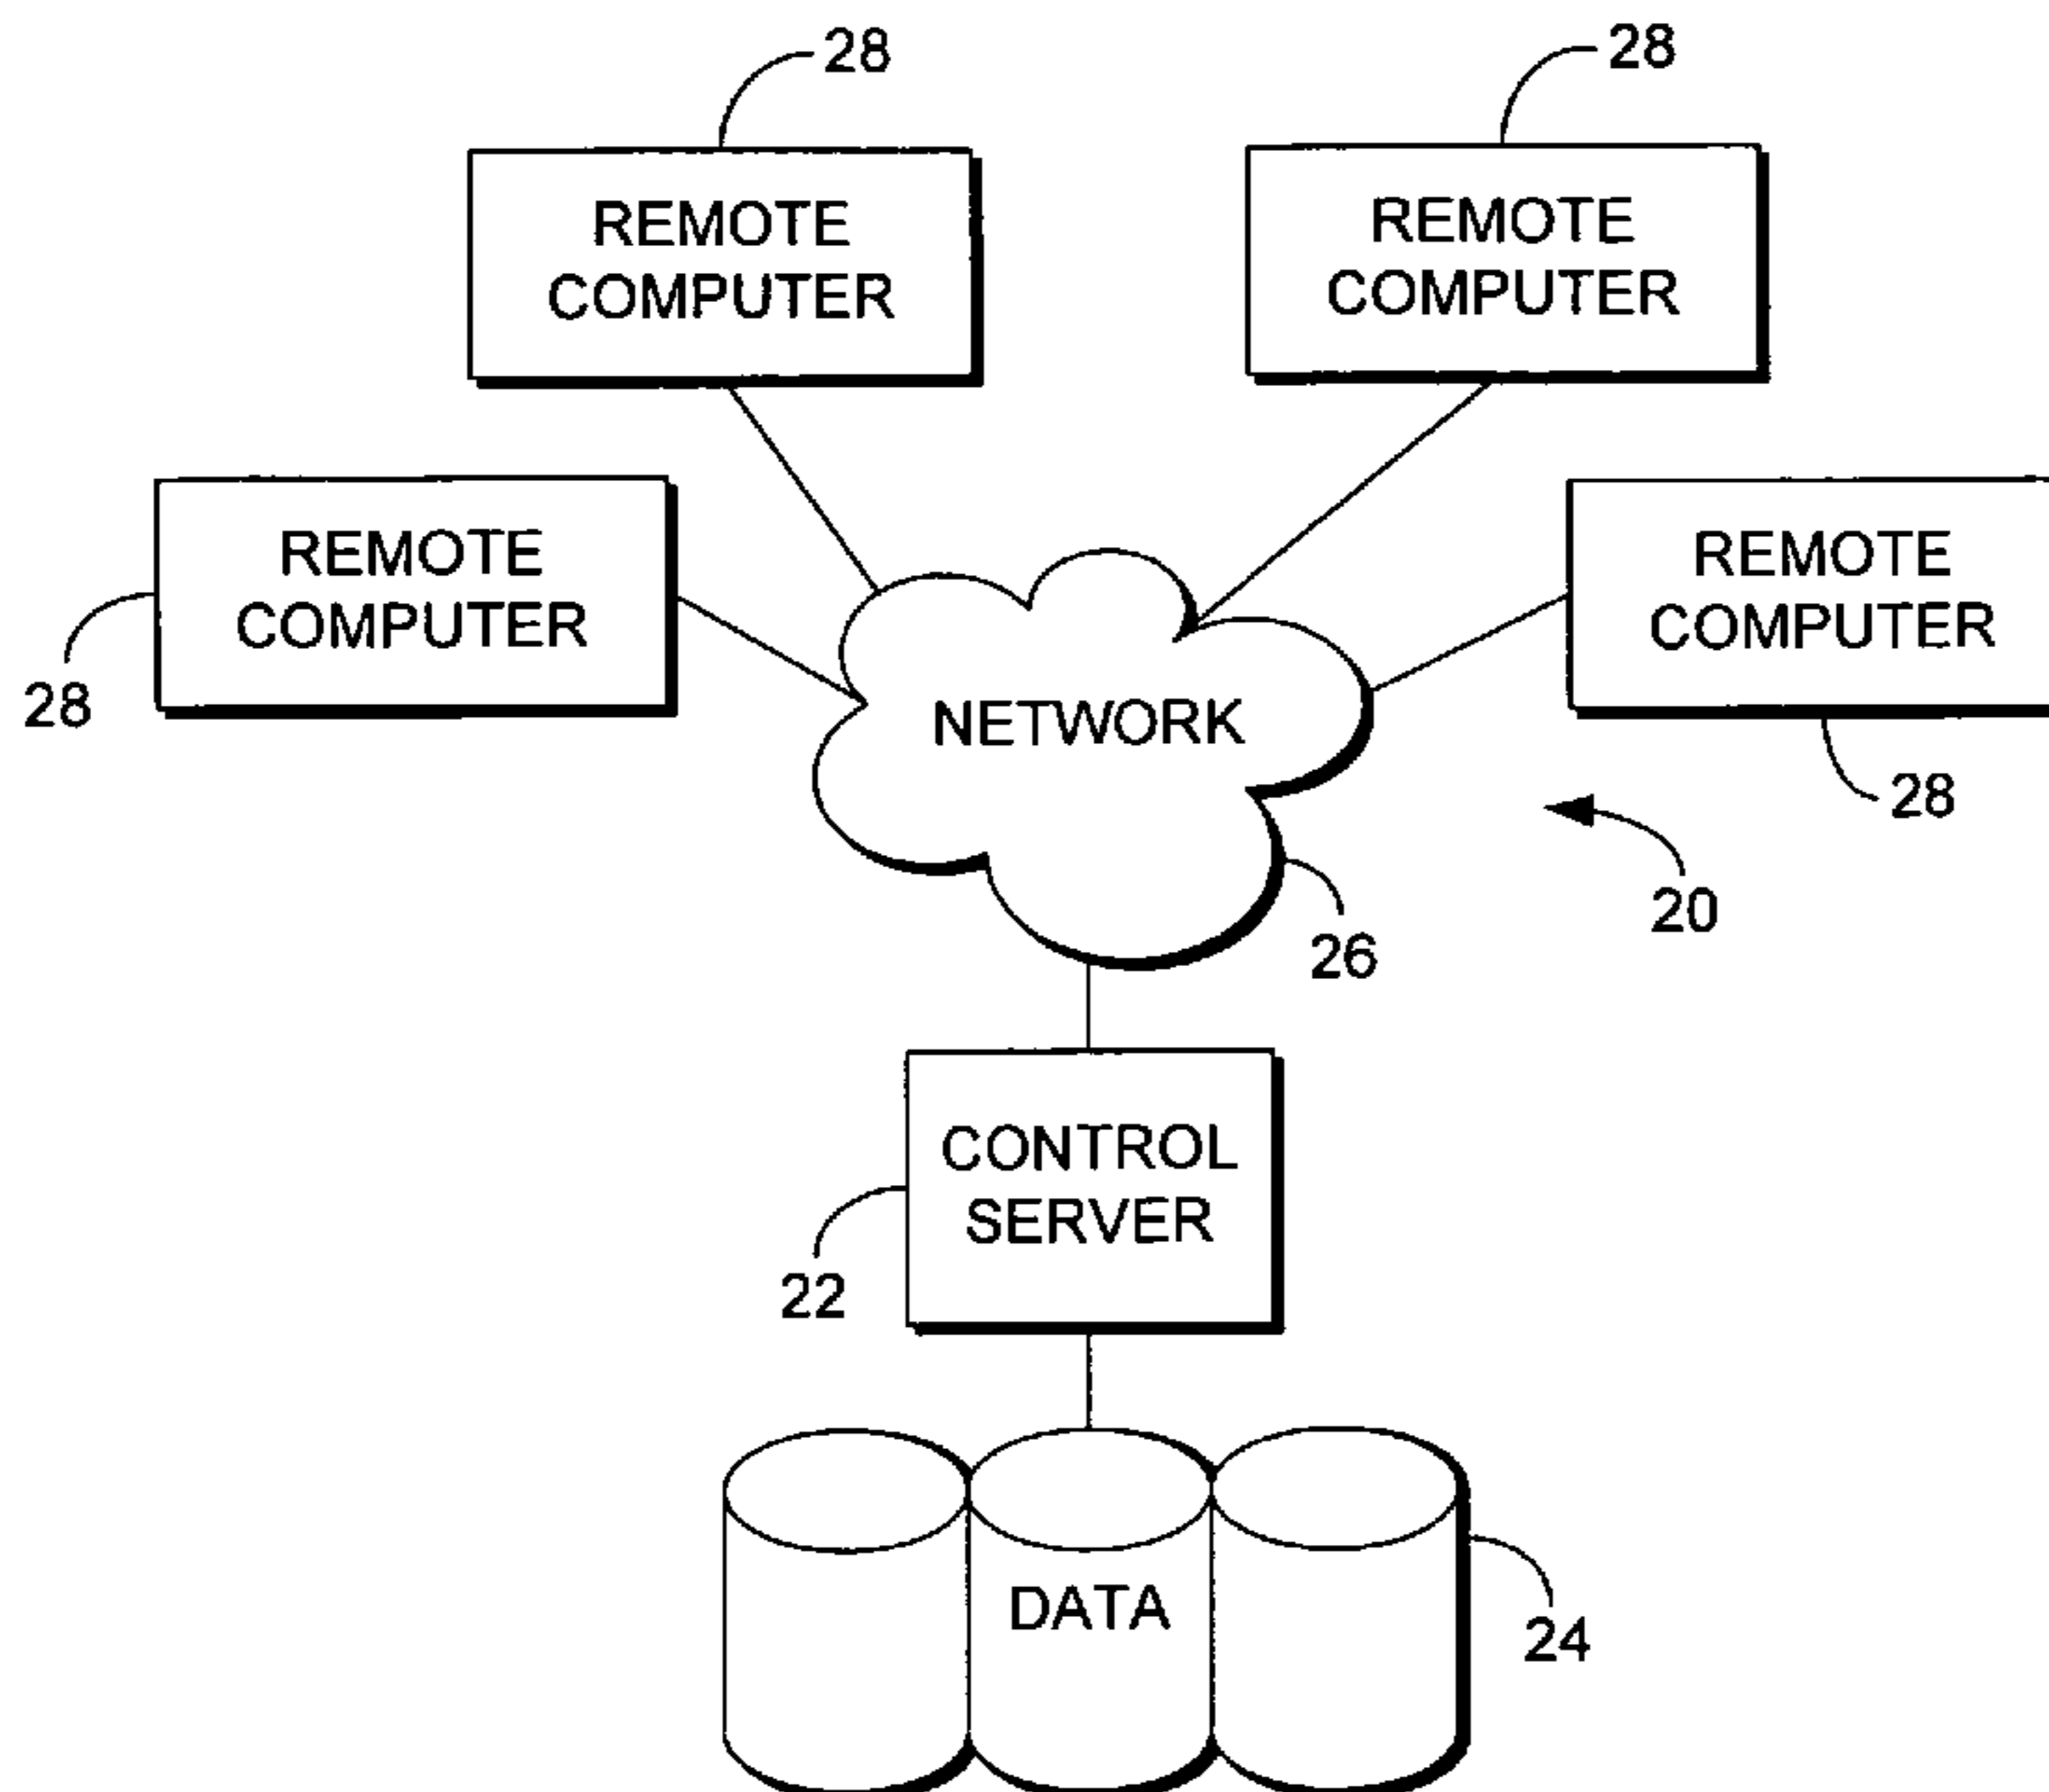 28
28
REMOTE
COMPUTER
REMOTE
COMPUTER
REMOTE
COMPUTER
REMOTE
COMPUTER
28
NETWORK
28
20
26
CONTROL
SERVER
22
DATA
24